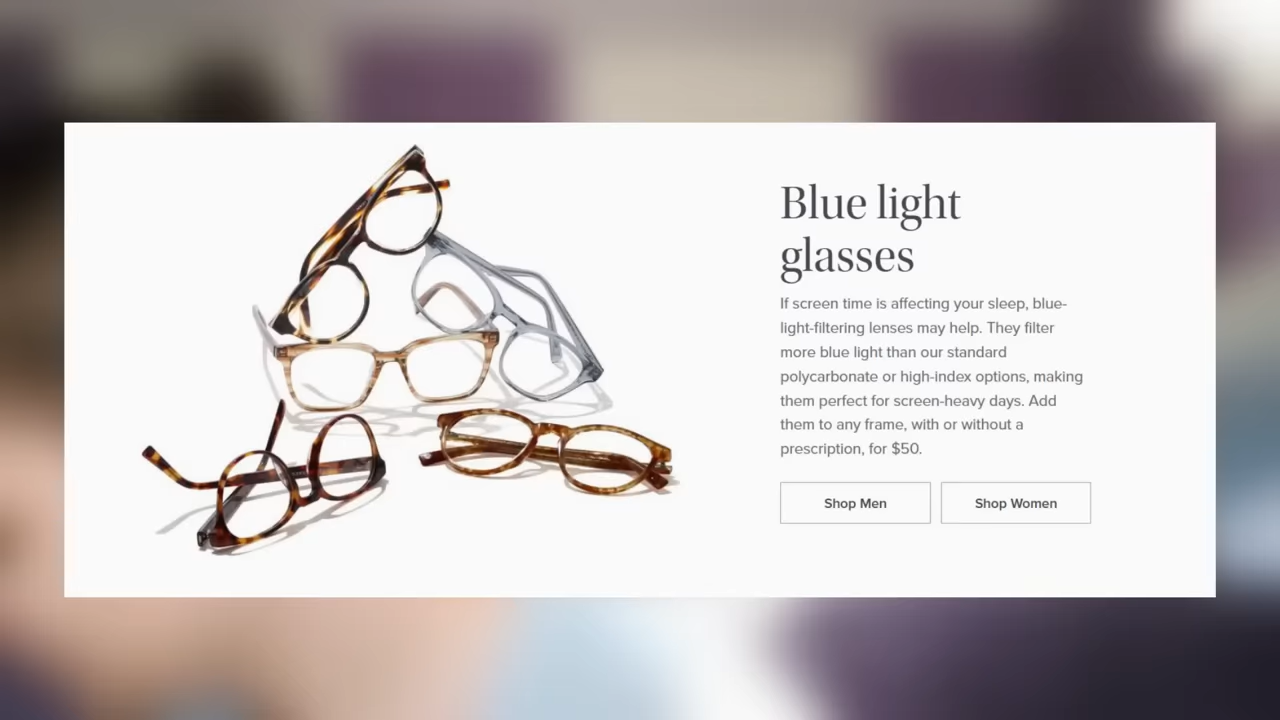 Blue light
glasses
If screen time is affecting your sleep, blue-
light-filtering lenses may help. They filter
more blue light than our standard
polycarbonate or high-index options, making
them perfect for screen-heavy days. Add
them to any frame, with or without a
prescription, for $50.
Shop Men
Shop Women